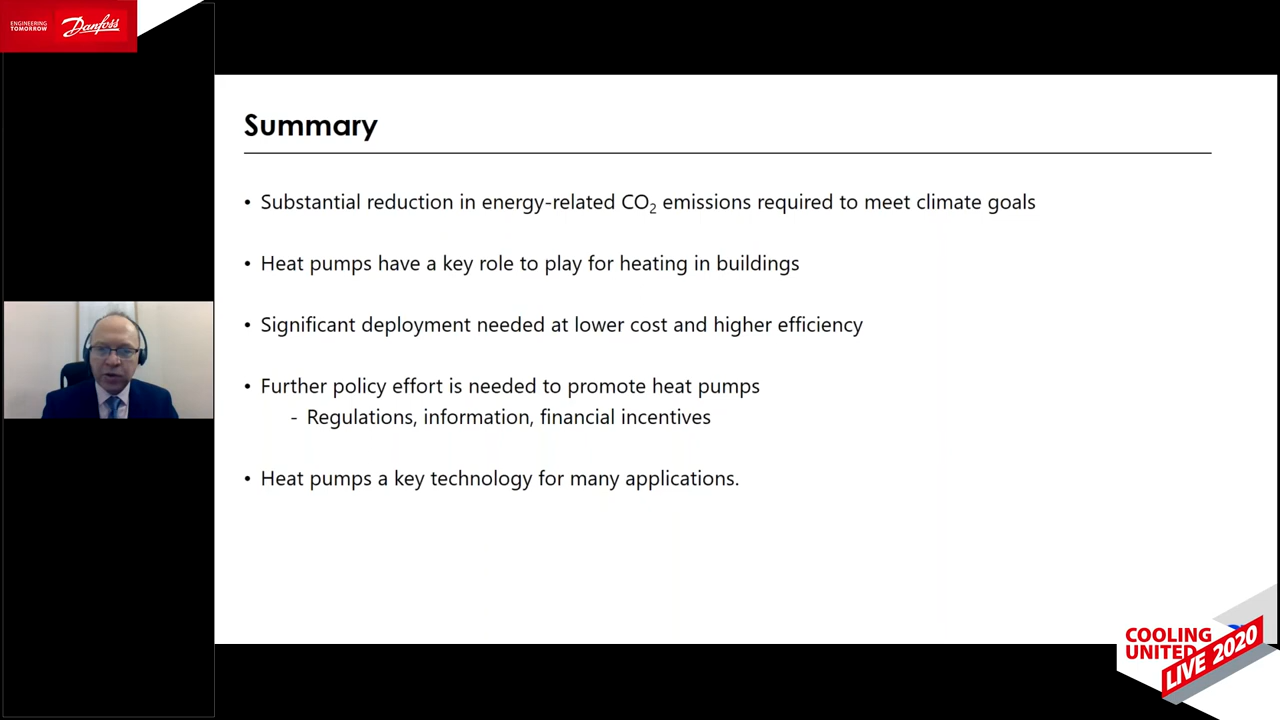 ENGINEERING
TOMORROW
Danfoss
Summary
• Substantial reduction in energy-related CO₂ emissions required to meet climate goals
• Heat pumps have a key role to play for heating in buildings
• Significant deployment needed at lower cost and higher efficiency
• Further policy effort is needed to promote heat pumps
- Regulations, information, financial incentives
• Heat pumps a key technology for many applications.
COOLING
UNITED
LIVE 2020